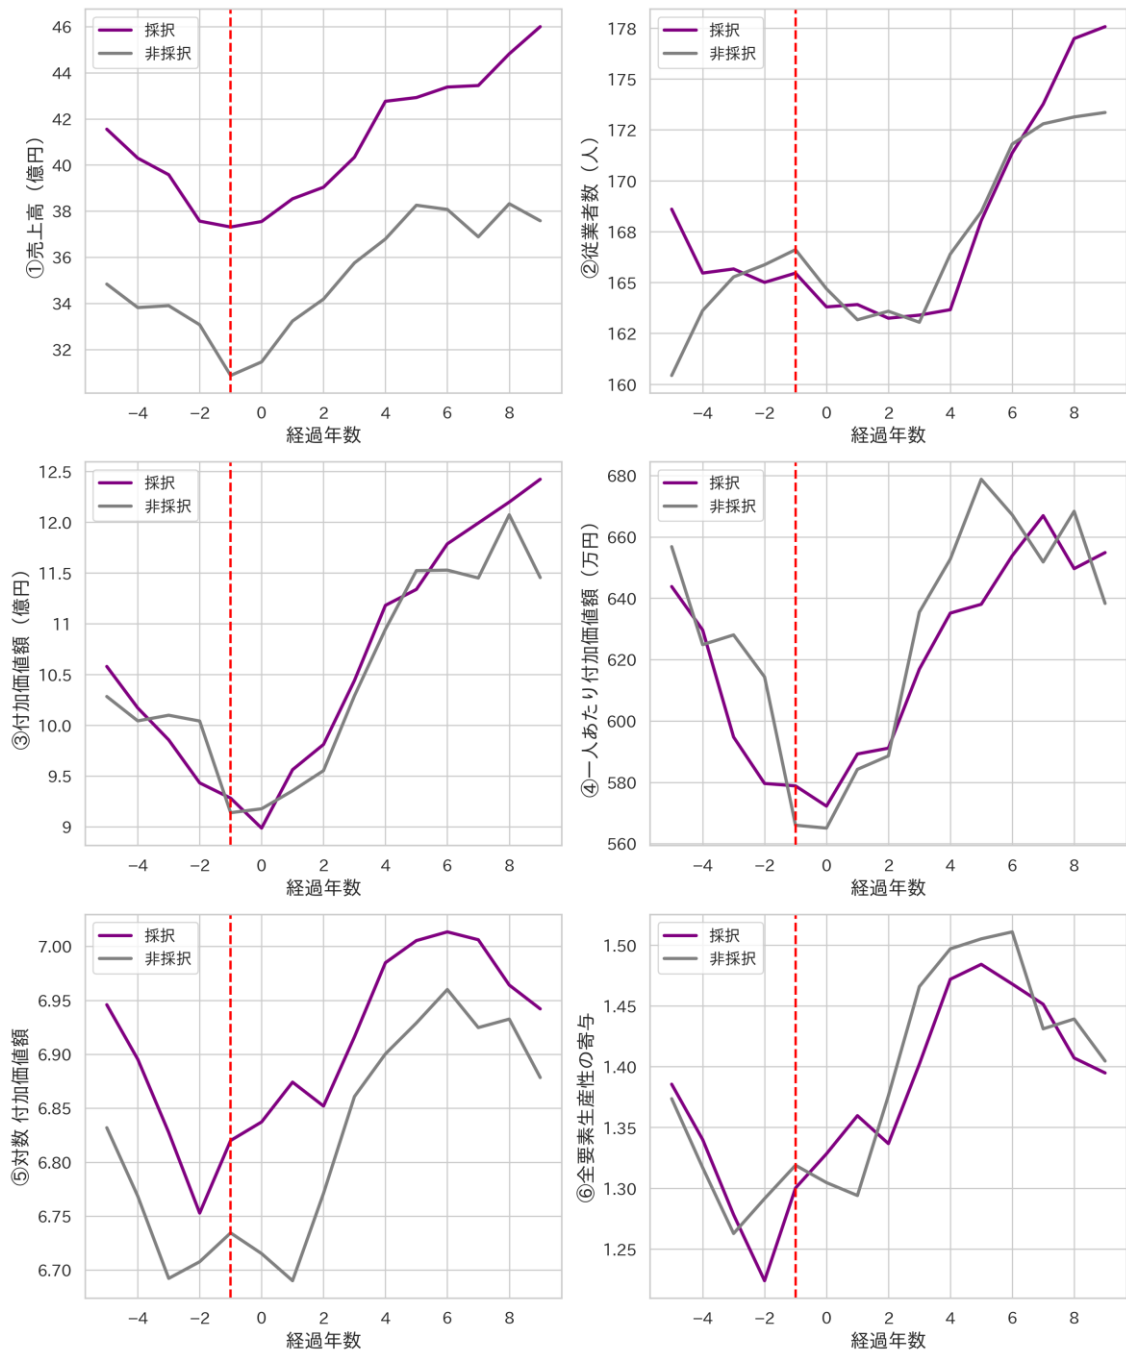 ①売上高（億円）
46
44
42
40
38
36
34
32
採択
非採択
−4 −2 0 2 4 6 8
経過年数
②従業者数（人）
178
175
172
170
168
165
162
160
採択
非採択
−4 −2 0 2 4 6 8
経過年数
③付加価値額（億円）
12.5
12.0
11.5
11
10.5
10.0
9.5
9
採択
非採択
−4 −2 0 2 4 6 8
経過年数
④一人あたり付加価値額（万円）
680
660
640
620
600
580
560
採択
非採択
−4 −2 0 2 4 6 8
経過年数
⑤対数 付加価値額
7.00
6.95
6.90
6.85
6.80
6.75
6.70
採択
非採択
−4 −2 0 2 4 6 8
経過年数
⑥全要素生産性の寄与
1.50
1.45
1.40
1.35
1.30
1.25
採択
非採択
−4 −2 0 2 4 6 8
経過年数